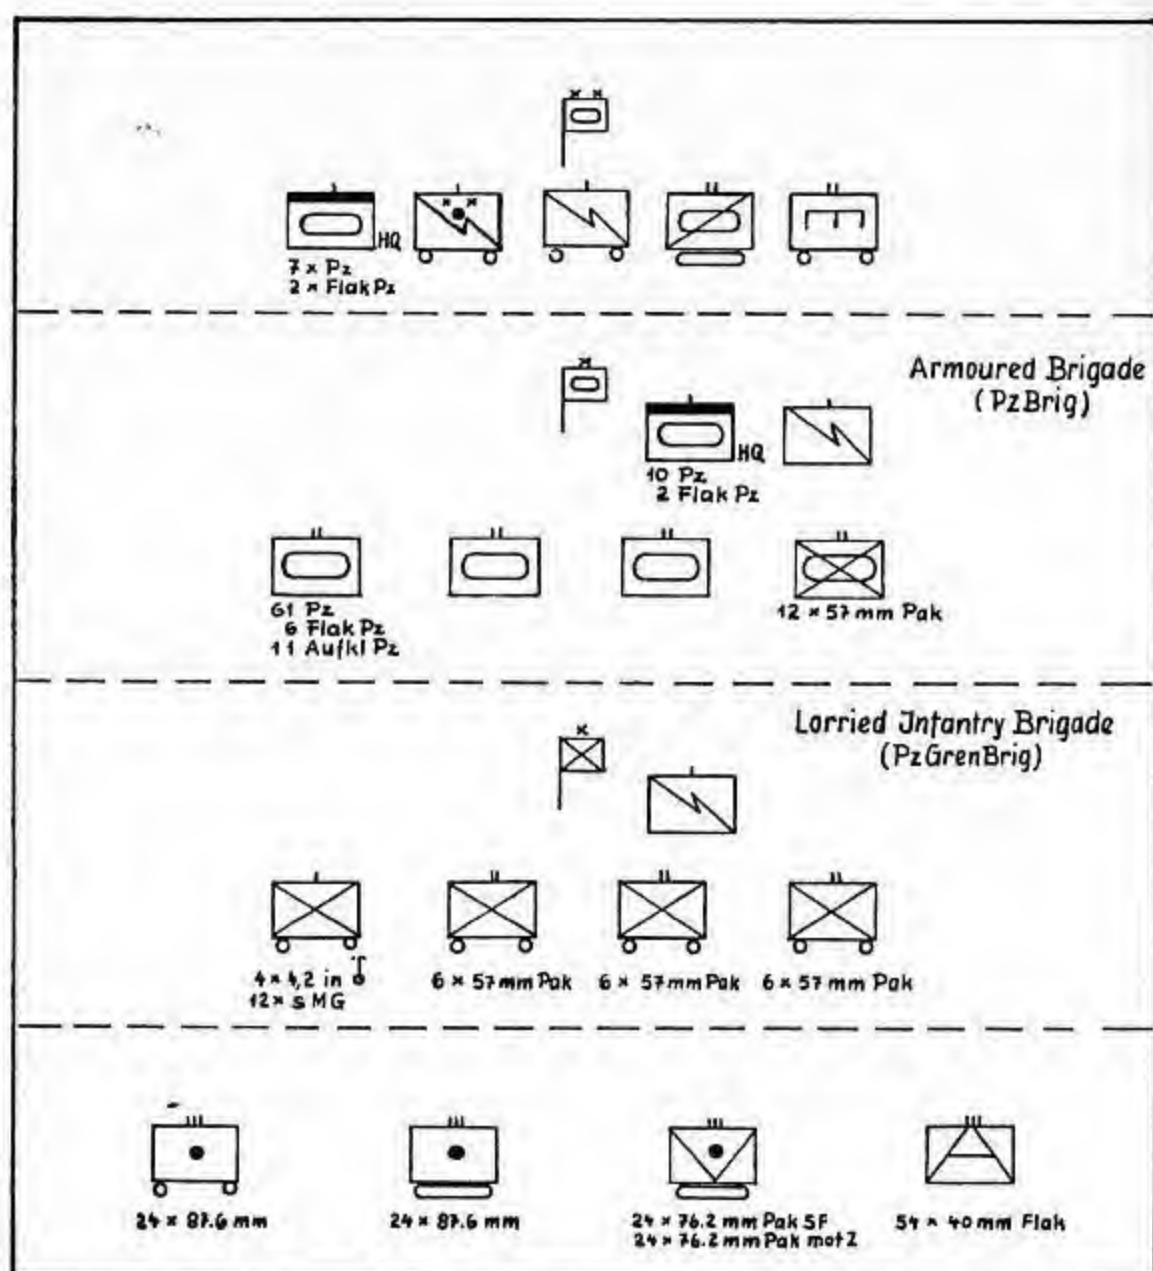 HQ
7 × Pz
2 × Flak Pz
Armoured Brigade
(PzBrig)
HQ
10 Pz
2 Flak Pz
61 Pz
6 Flak Pz
11 Aufkl Pz
12 × 57 mm Pak
Lorried Infantry Brigade
(PzGrenBrig)
4 × 4,2 in
12 × s MG
6 × 57 mm Pak
6 × 57 mm Pak
6 × 57 mm Pak
24 × 87.6 mm
24 × 87.6 mm
24 × 76.2 mm Pak SF
24 × 76.2 mm Pak mot Z
54 × 40 mm Flak